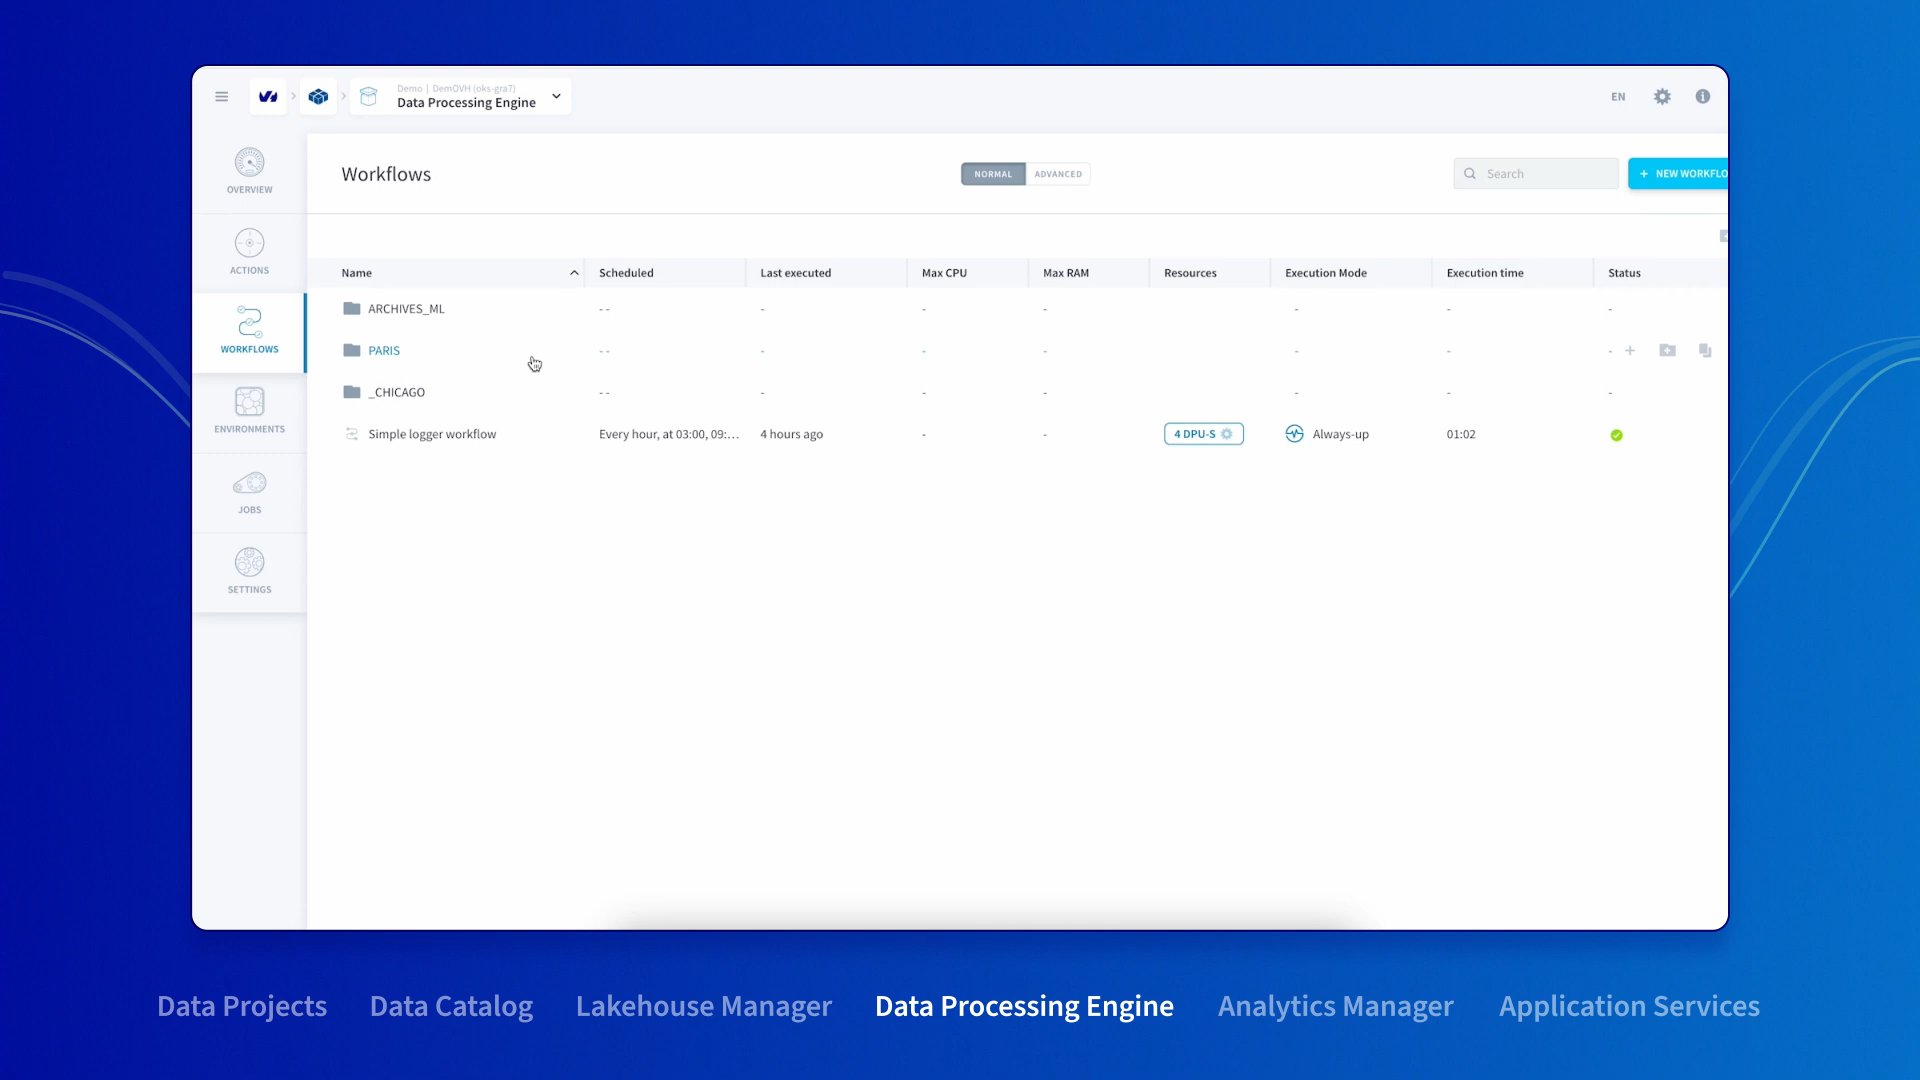 Demo | DemOVH (oks-gra7)
Data Processing Engine
EN
OVERVIEW
ACTIONS
WORKFLOWS
ENVIRONMENTS
JOBS
SETTINGS
Workflows
NORMAL ADVANCED
Search
+ NEW WORKFLO
Name Scheduled Last executed Max CPU Max RAM Resources Execution Mode Execution time Status
ARCHIVES_ML -- - - - - - -
PARIS -- - - - - - -
_CHICAGO -- - - - - - -
Simple logger workflow Every hour, at 03:00, 09:... 4 hours ago - - 4 DPU-S Always-up 01:02
Data Projects Data Catalog Lakehouse Manager Data Processing Engine Analytics Manager Application Services